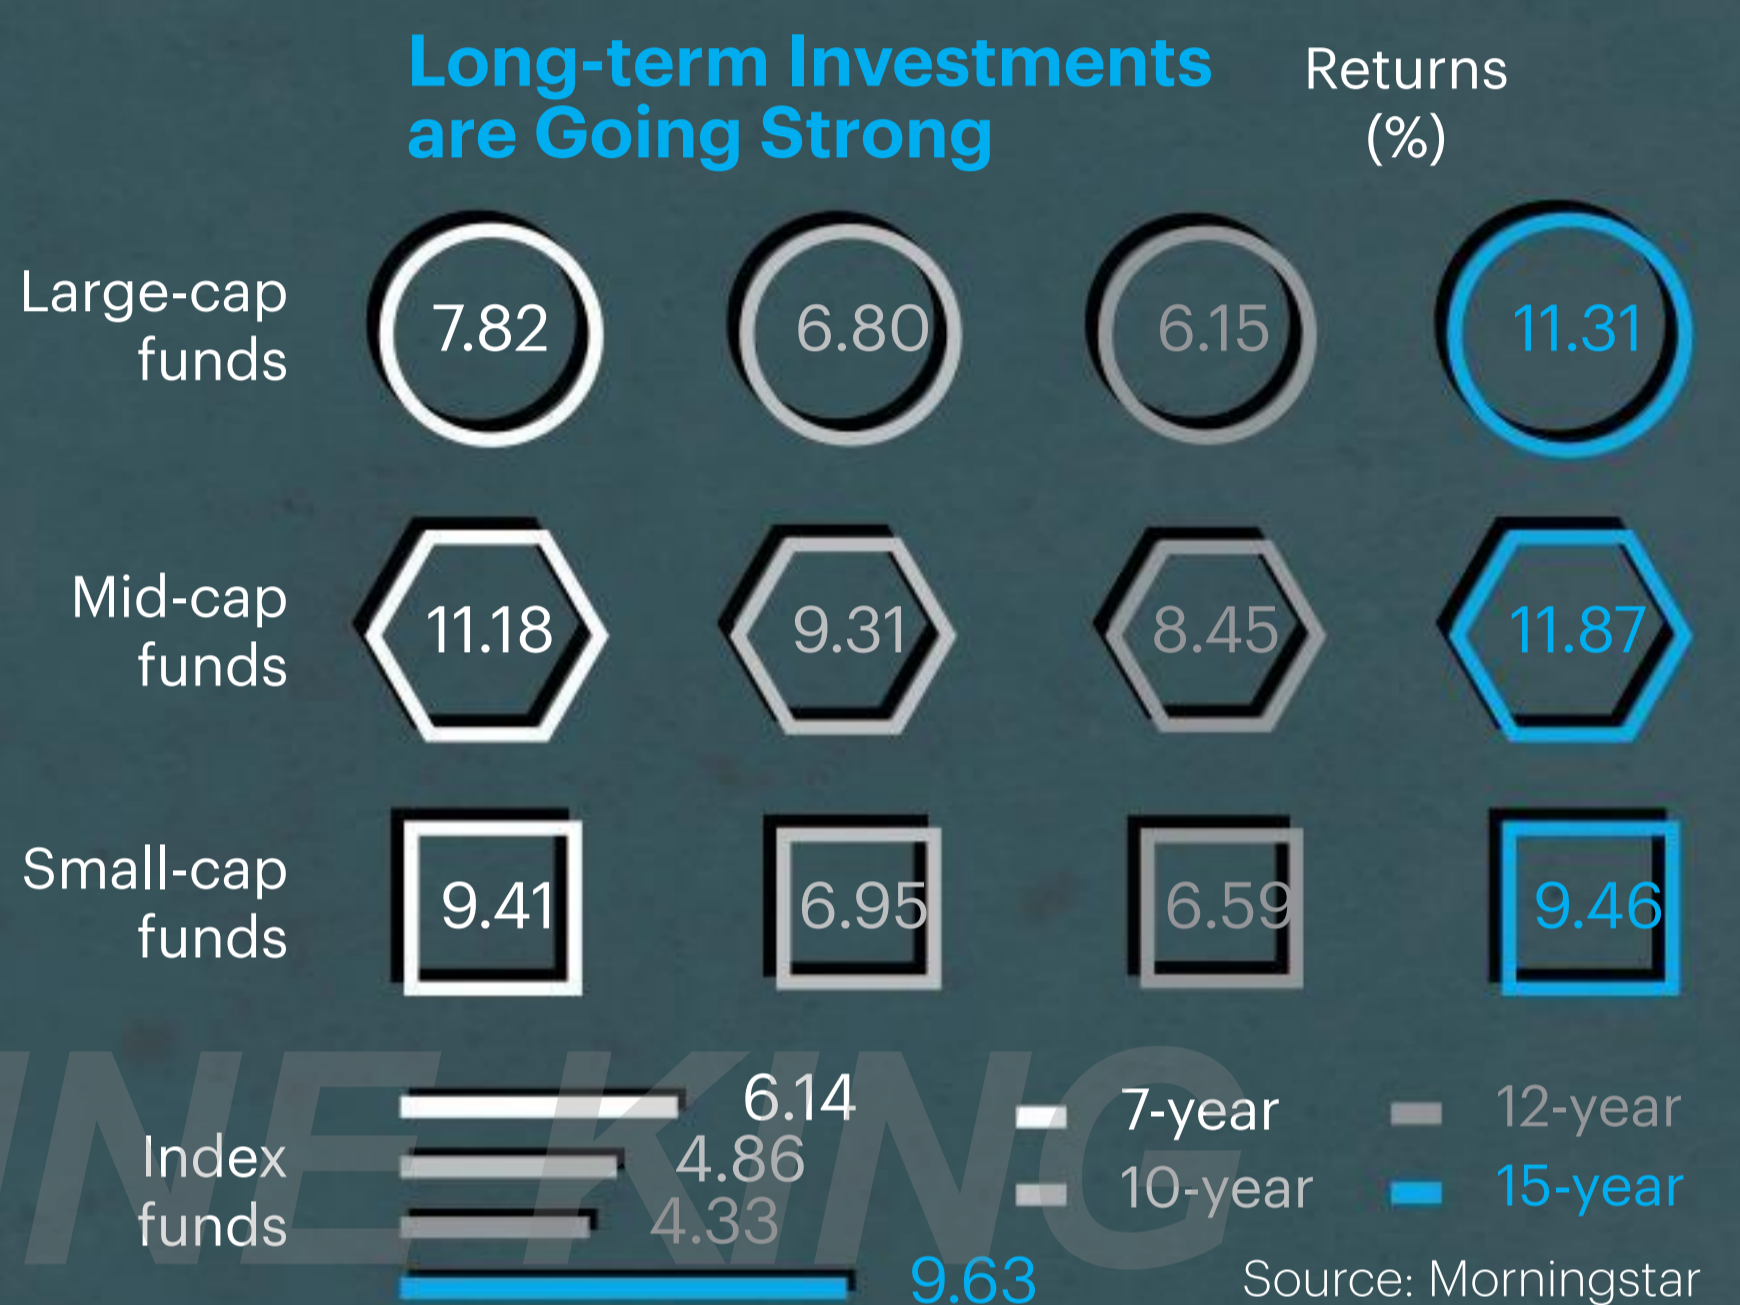 Long-term Investments
are Going Strong
Returns
(%)
Large-cap
funds
7.82
6.80
6.15
11.31
Mid-cap
funds
11.18
9.31
8.45
11.87
Small-cap
funds
9.41
6.95
6.59
9.46
Index
funds
6.14
4.86
4.33
9.63
7-year
10-year
12-year
15-year
Source: Morningstar
INE KING